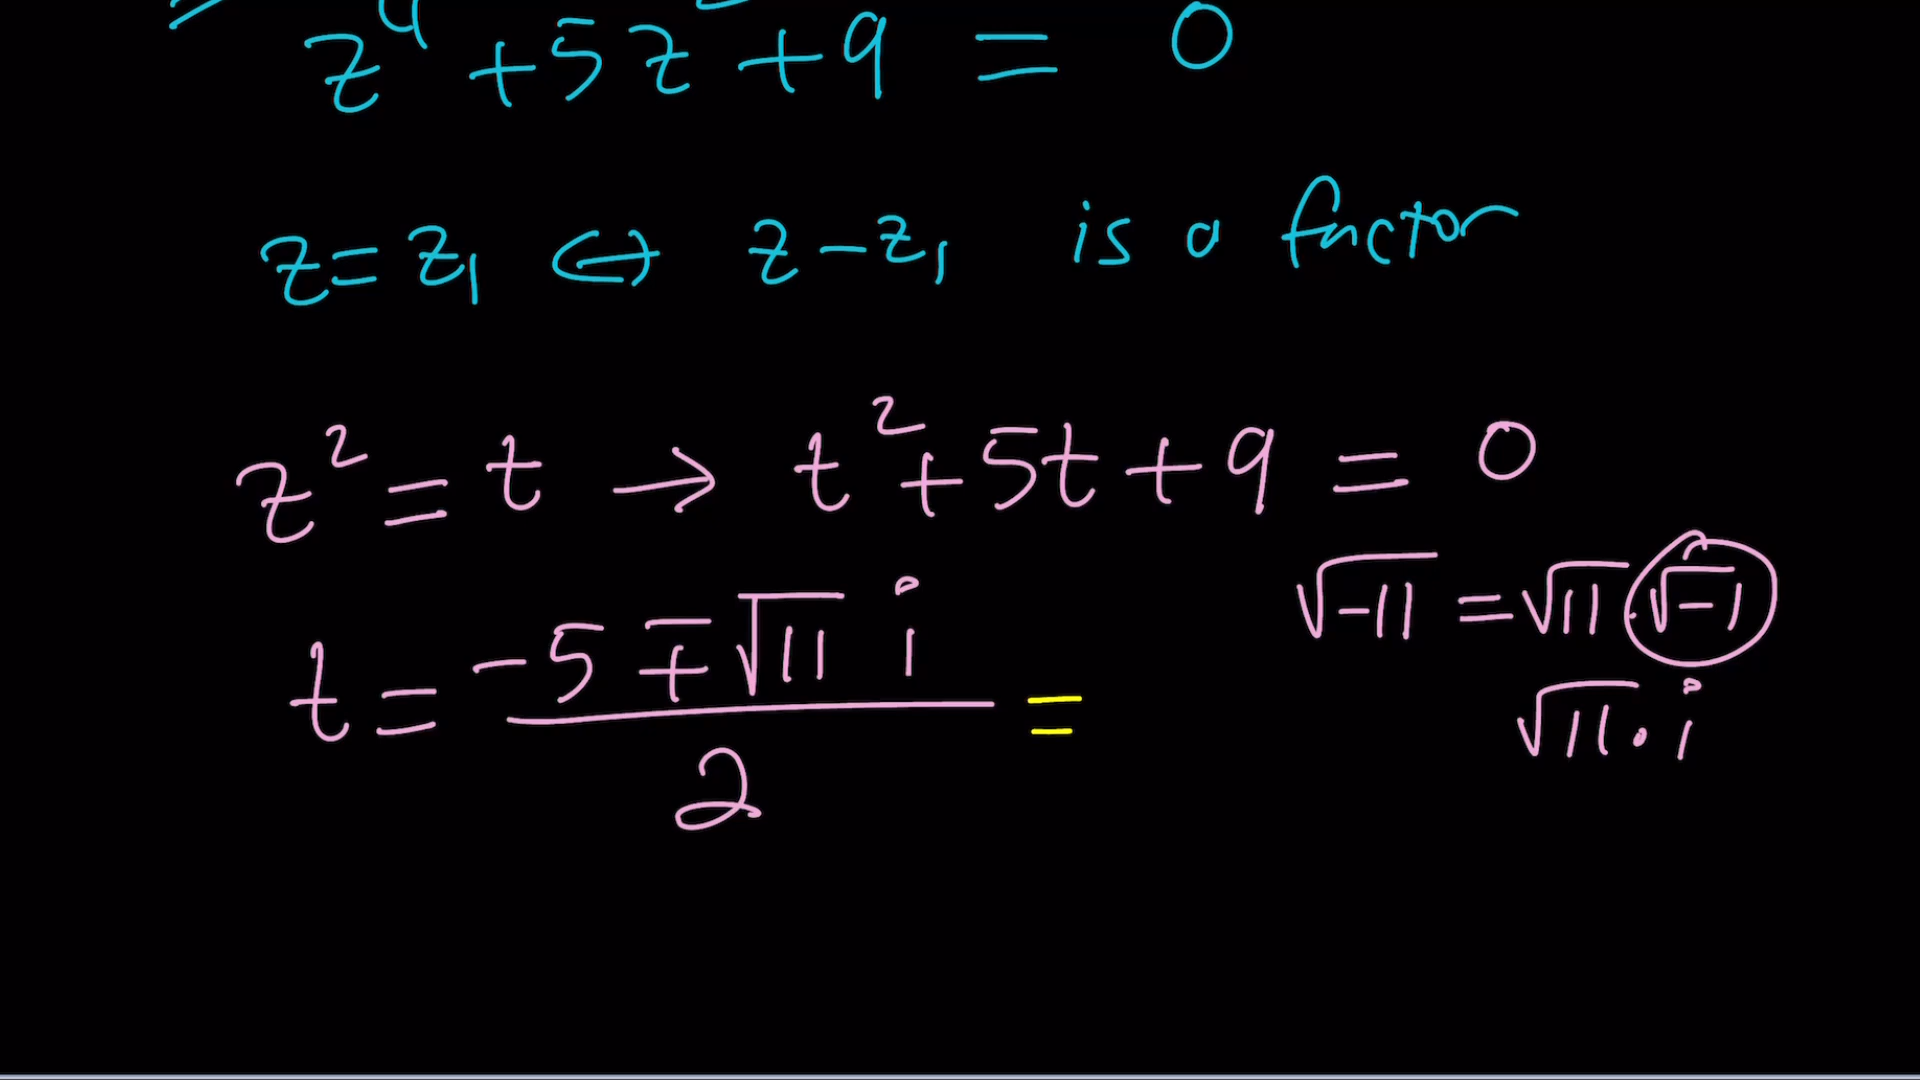 z⁴ + 5z² + 9 = 0
z = z₁ ↔ z − z₁ is a factor
z² = t → t² + 5t + 9 = 0
√-11 = √11 · √-1
t = (-5 ∓ √11 i) / 2 =
√11 · i